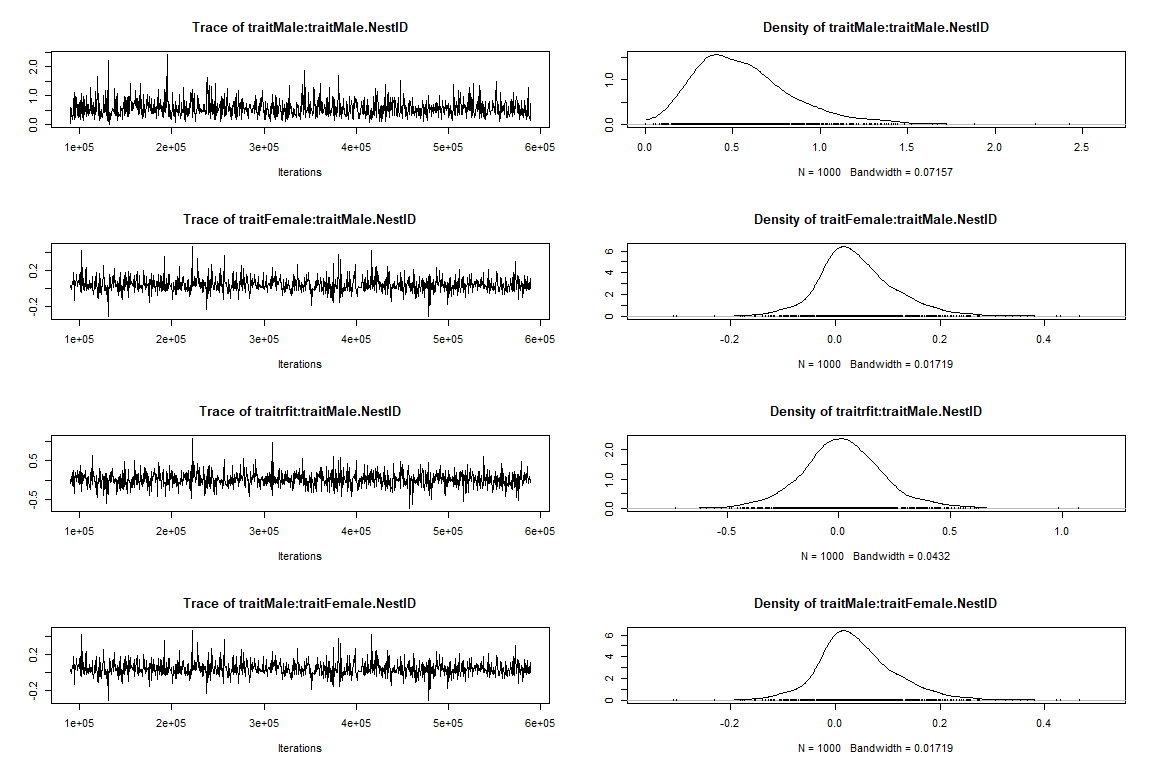 Trace of traitMale:traitMale.NestID
0.0 1.0 2.0
1e+05 2e+05 3e+05 4e+05 5e+05 6e+05
Iterations
Density of traitMale:traitMale.NestID
0.0 1.0
0.0 0.5 1.0 1.5 2.0 2.5
N = 1000 Bandwidth = 0.07157
Trace of traitFemale:traitMale.NestID
-0.2 0.2
1e+05 2e+05 3e+05 4e+05 5e+05 6e+05
Iterations
Density of traitFemale:traitMale.NestID
0 2 4 6
-0.2 0.0 0.2 0.4
N = 1000 Bandwidth = 0.01719
Trace of traitrfit:traitMale.NestID
-0.5 0.5
1e+05 2e+05 3e+05 4e+05 5e+05 6e+05
Iterations
Density of traitrfit:traitMale.NestID
0.0 1.0 2.0
-0.5 0.0 0.5 1.0
N = 1000 Bandwidth = 0.0432
Trace of traitMale:traitFemale.NestID
-0.2 0.2
1e+05 2e+05 3e+05 4e+05 5e+05 6e+05
Iterations
Density of traitMale:traitFemale.NestID
0 2 4 6
-0.2 0.0 0.2 0.4
N = 1000 Bandwidth = 0.01719